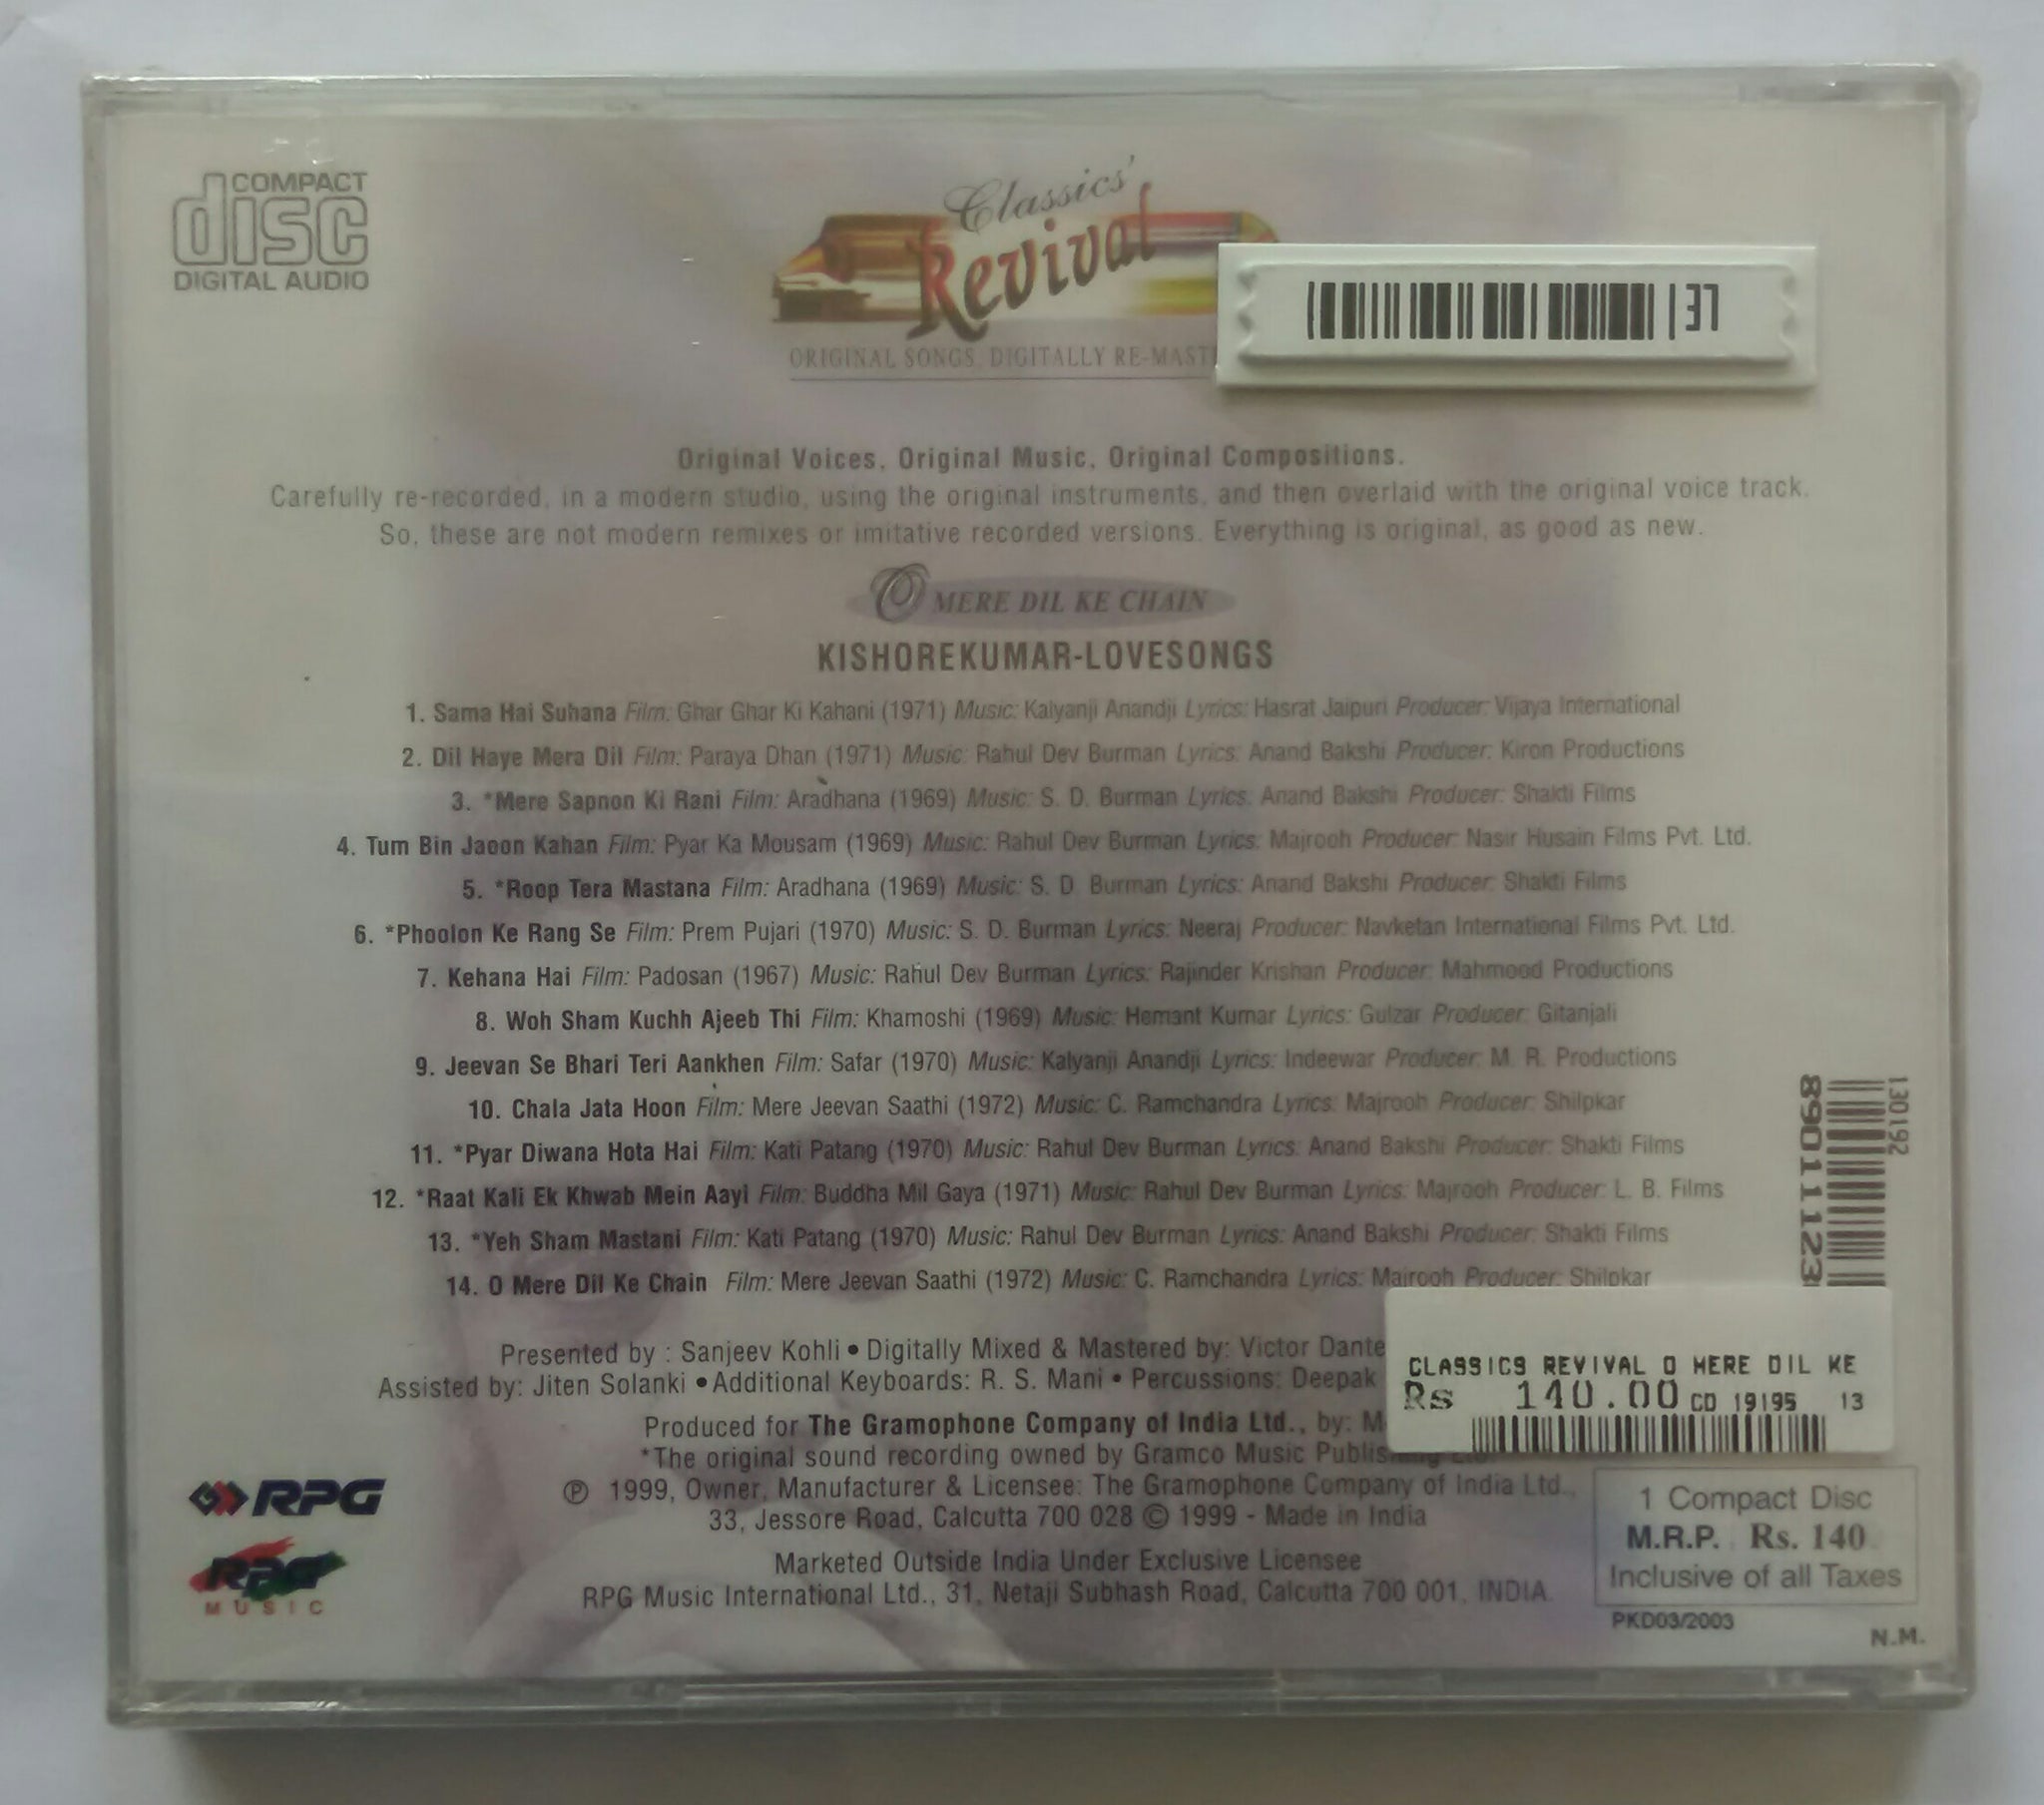 COMPACT
disc
DIGITAL AUDIO
Classics'
Revival
ORIGINAL SONGS, DIGITALLY RE-MAST
Original Voices, Original Music, Original Compositions.
Carefully re-recorded, in a modern studio, using the original instruments, and then overlaid with the original voice track.
So, these are not modern remixes or imitative recorded versions. Everything is original, as good as new.
O MERE DIL KE CHAIN
KISHOREKUMAR-LOVESONGS
1. Sama Hai Suhana Film: Ghar Ghar Ki Kahani (1971) Music: Kalyanji Anandji Lyrics: Hasrat Jaipuri Producer: Vijaya International
2. Dil Haye Mera Dil Film: Paraya Dhan (1971) Music: Rahul Dev Burman Lyrics: Anand Bakshi Producer: Kiron Productions
3. *Mere Sapnon Ki Rani Film: Aradhana (1969) Music: S. D. Burman Lyrics: Anand Bakshi Producer: Shakti Films
4. Tum Bin Jaoon Kahan Film: Pyar Ka Mousam (1969) Music: Rahul Dev Burman Lyrics: Majrooh Producer: Nasir Husain Films Pvt. Ltd.
5. *Roop Tera Mastana Film: Aradhana (1969) Music: S. D Burman Lyrics: Anand Bakshi Producer: Shakti Films
6. *Phoolon Ke Rang Se Film: Prem Pujari (1970) Music: S. D. Burman Lyrics: Neeraj Producer: Navketan International Films Pvt. Ltd.
7. Kehana Hai Film: Padosan (1967) Music: Rahul Dev Burman Lyrics: Rajinder Krishan Producer: Mahmood Productions
8. Woh Sham Kuchh Ajeeb Thi Film: Khamoshi (1969) Music: Hemant Kumar Lyrics: Gulzar Producer: Gitanjali
9. Jeevan Se Bhari Teri Aankhen Film: Safar (1970) Music: Kalyanji Anandji Lyrics: Indeewar Producer: M. R. Productions
10. Chala Jata Hoon Film: Mere Jeevan Saathi (1972) Music: C. Ramchandra Lyrics: Majrooh Producer: Shilpkar
11. *Pyar Diwana Hota Hai Film: Kati Patang (1970) Music: Rahul Dev Burman Lyrics: Anand Bakshi Producer: Shakti Films
12. *Raat Kali Ek Khwab Mein Aayi Film: Buddha Mil Gaya (1971) Music: Rahul Dev Burman Lyrics: Majrooh Producer: L. B. Films
13. *Yeh Sham Mastani Film: Kati Patang (1970) Music: Rahul Dev Burman Lyrics: Anand Bakshi Producer: Shakti Films
14. O Mere Dil Ke Chain Film: Mere Jeevan Saathi (1972) Music: C. Ramchandra Lyrics: Majrooh Producer: Shilpkar
130192
8901123
Presented by : Sanjeev Kohli • Digitally Mixed & Mastered by: Victor Dante
Assisted by: Jiten Solanki • Additional Keyboards: R. S. Mani • Percussions: Deepak
Produced for The Gramophone Company of India Ltd., by: M
*The original sound recording owned by Gramco Music
℗ 1999, Owner, Manufacturer & Licensee: The Gramophone Company of India Ltd.,
33, Jessore Road, Calcutta 700 028 © 1999 - Made in India
Marketed Outside India Under Exclusive Licensee
RPG Music International Ltd., 31, Netaji Subhash Road, Calcutta 700 001, INDIA.
CLASSICS REVIVAL O MERE DIL KE
Rs 140.00 CD 19195 13
RPG
RPG
MUSIC
1 Compact Disc
M.R.P. Rs. 140
Inclusive of all Taxes
PKD03/2003
N.M.